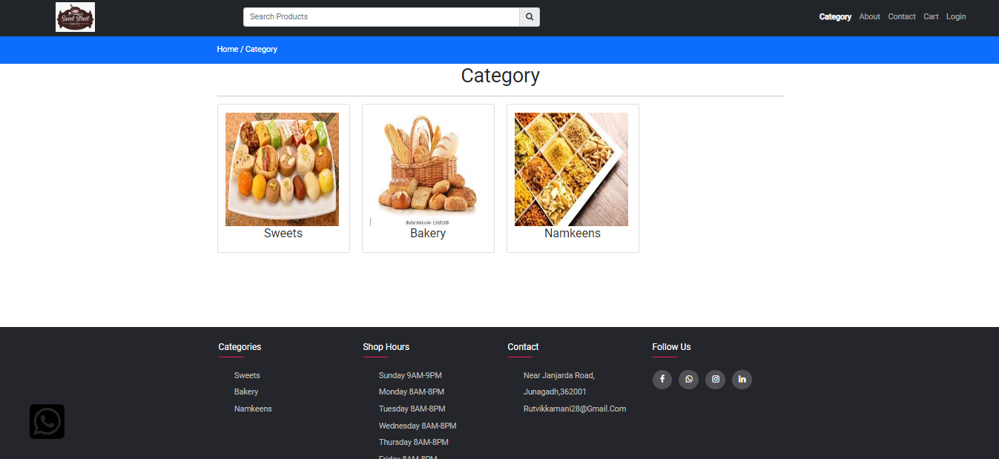 Sweet Street
bakery
Search Products
Category About Contact Cart Login
Home / Category
Category
Sweets
Bakery
Namkeens
shutterstock.com · 116101618
Categories
Sweets
Bakery
Namkeens
Shop Hours
Sunday 9AM-9PM
Monday 8AM-8PM
Tuesday 8AM-8PM
Wednesday 8AM-8PM
Thursday 8AM-8PM
Friday 8AM-8PM
Contact
Near Janjarda Road,
Junagadh,362001
Rutvikkamani28@Gmail.Com
Follow Us